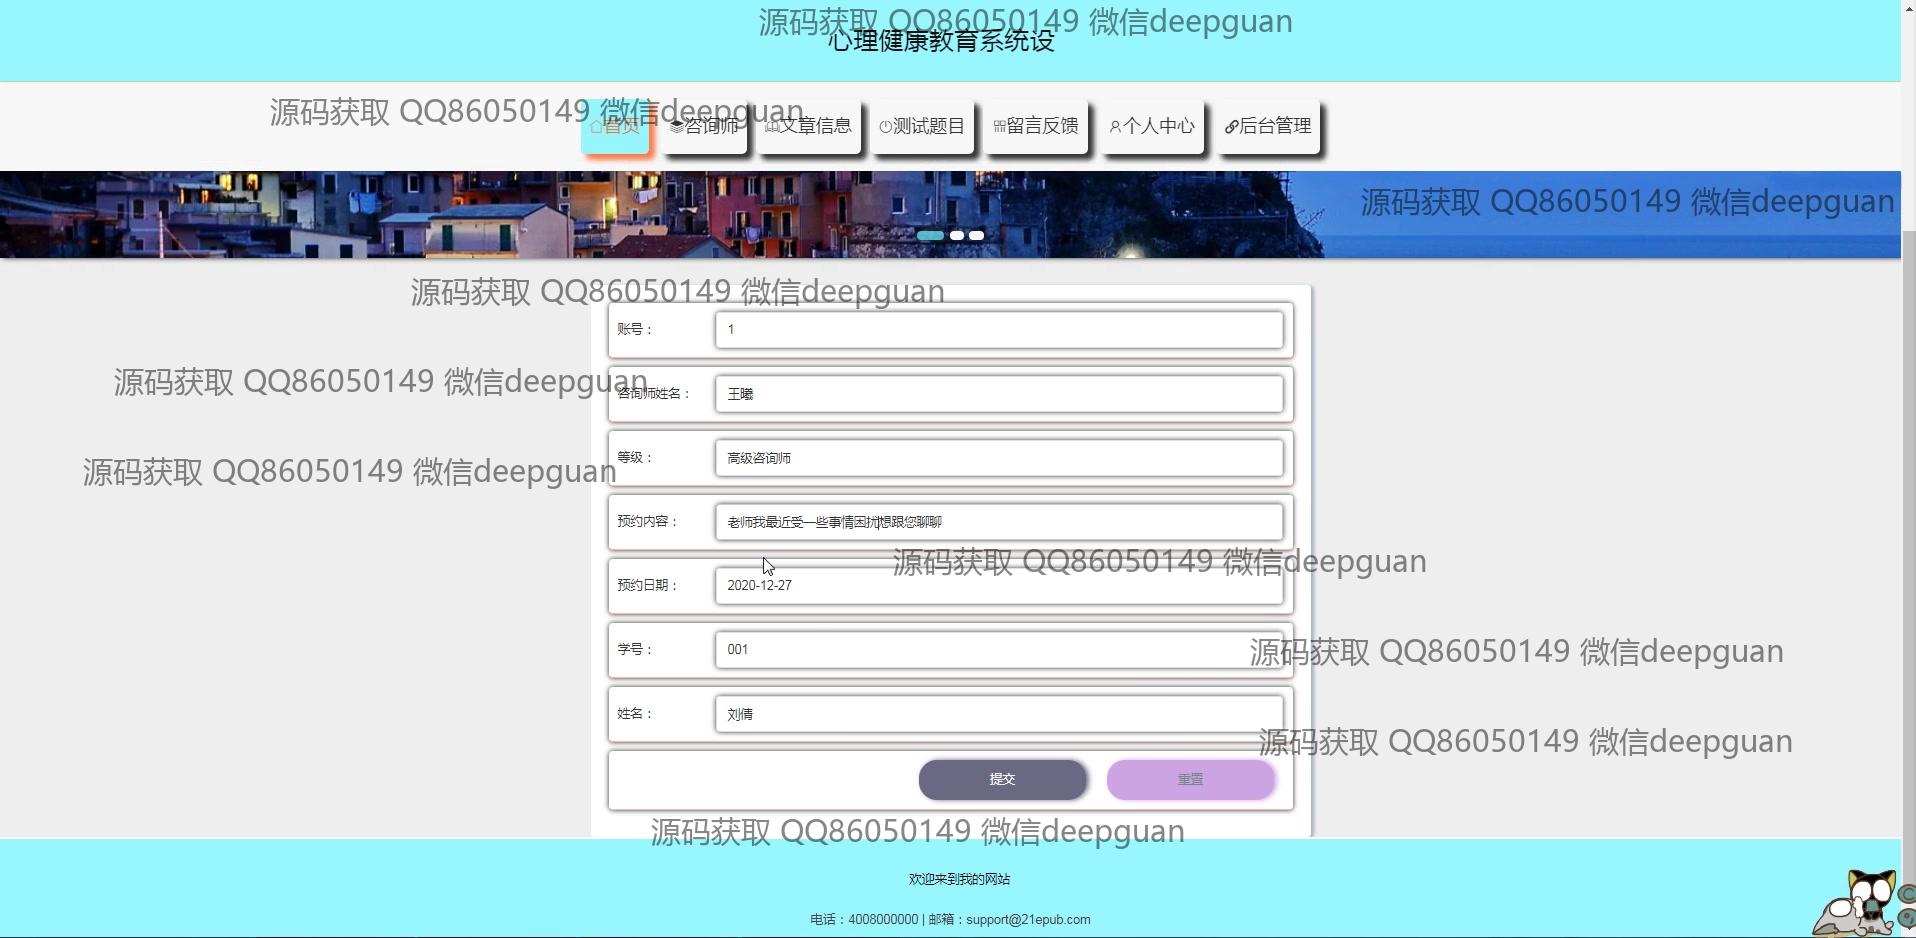 源码获取 QQ86050149 微信deepguan
心理健康教育系统设
源码获取 QQ86050149 微信deepguan
首页 咨询师 文章信息 测试题目 留言反馈 个人中心 后台管理
源码获取 QQ86050149 微信deepguan
源码获取 QQ86050149 微信deepguan
账号： 1
源码获取 QQ86050149 微信deepguan
咨询师姓名： 王曦
等级： 高级咨询师
源码获取 QQ86050149 微信deepguan
预约内容： 老师我最近受一些事情困扰想跟您聊聊
源码获取 QQ86050149 微信deepguan
预约日期： 2020-12-27
学号： 001
源码获取 QQ86050149 微信deepguan
姓名： 刘倩
源码获取 QQ86050149 微信deepguan
提交 重置
源码获取 QQ86050149 微信deepguan
欢迎来到我的网站
电话：4008000000 | 邮箱：support@21epub.com